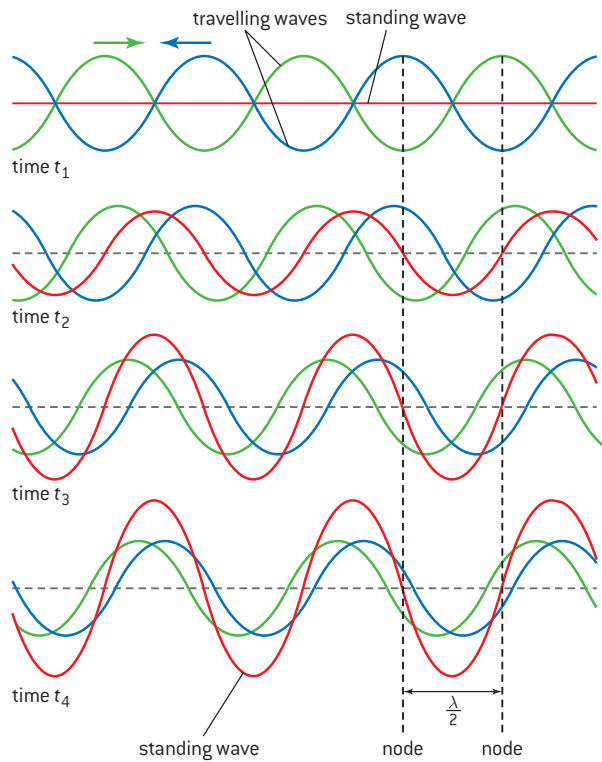 travelling waves
standing wave
time t1
time t2
time t3
time t4
λ/2
standing wave
node
node